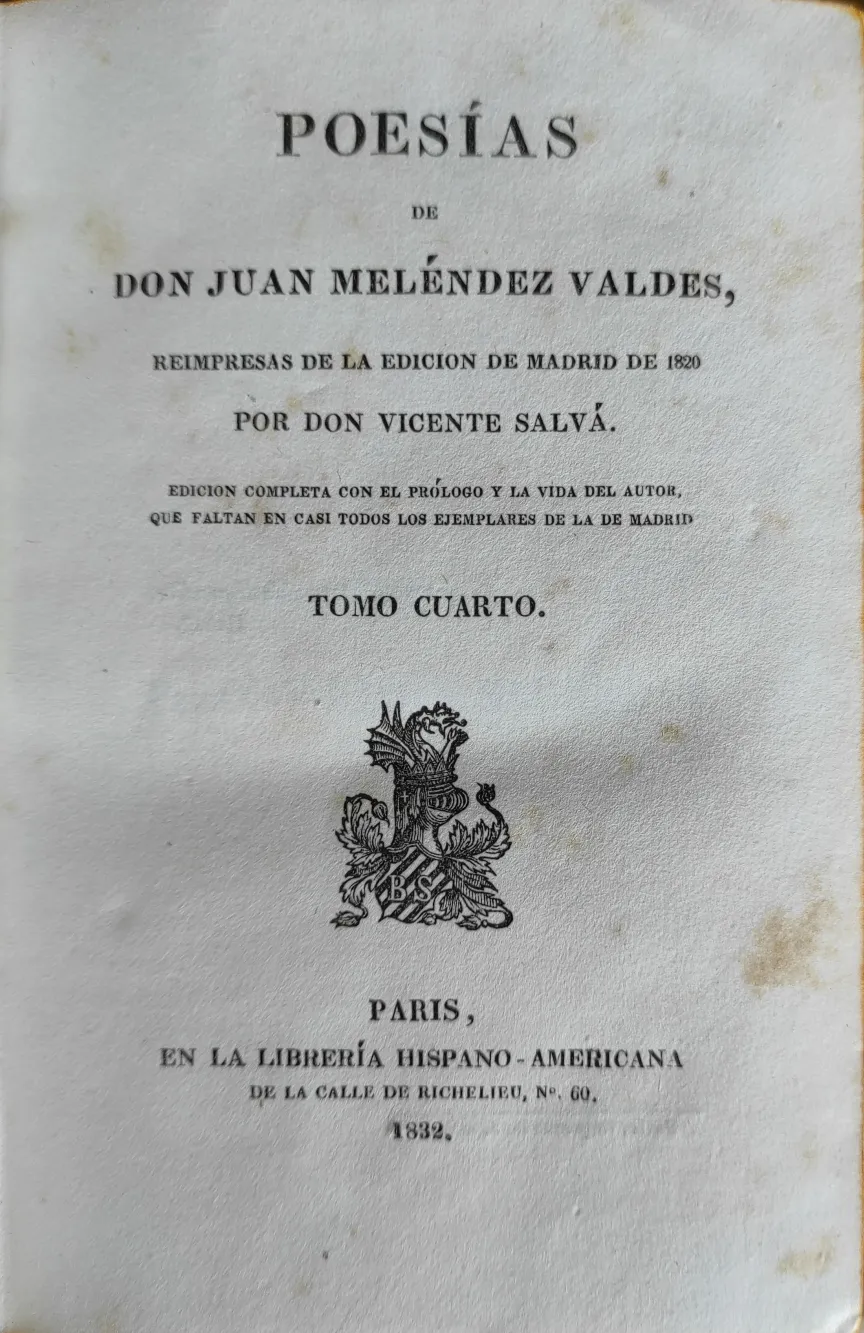 POESÍAS
DE
DON JUAN MELÉNDEZ VALDES,
REIMPRESAS DE LA EDICION DE MADRID DE 1820
POR DON VICENTE SALVÁ.
EDICION COMPLETA CON EL PRÓLOGO Y LA VIDA DEL AUTOR,
QUE FALTAN EN CASI TODOS LOS EJEMPLARES DE LA DE MADRID
TOMO CUARTO.
B S
PARIS,
EN LA LIBRERÍA HISPANO-AMERICANA
DE LA CALLE DE RICHELIEU, Nº. 60.
1832.